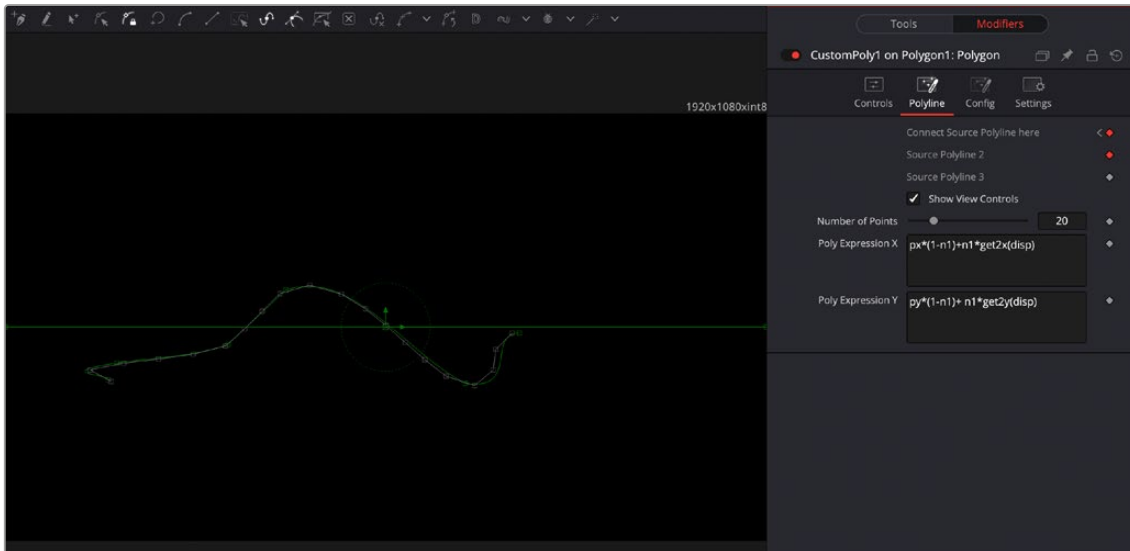 Tools Modifiers
CustomPoly1 on Polygon1: Polygon
1920x1080xint8
Controls Polyline Config Settings
Connect Source Polyline here
Source Polyline 2
Source Polyline 3
Show View Controls
Number of Points 20
Poly Expression X px*(1-n1)+n1*get2x(disp)
Poly Expression Y py*(1-n1)+ n1*get2y(disp)